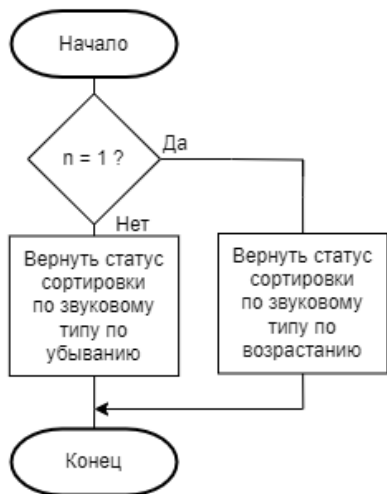 Начало
n = 1 ?
Да
Нет
Вернуть статус
сортировки
по звуковому
типу по
убыванию
Вернуть статус
сортировки
по звуковому
типу по
возрастанию
Конец